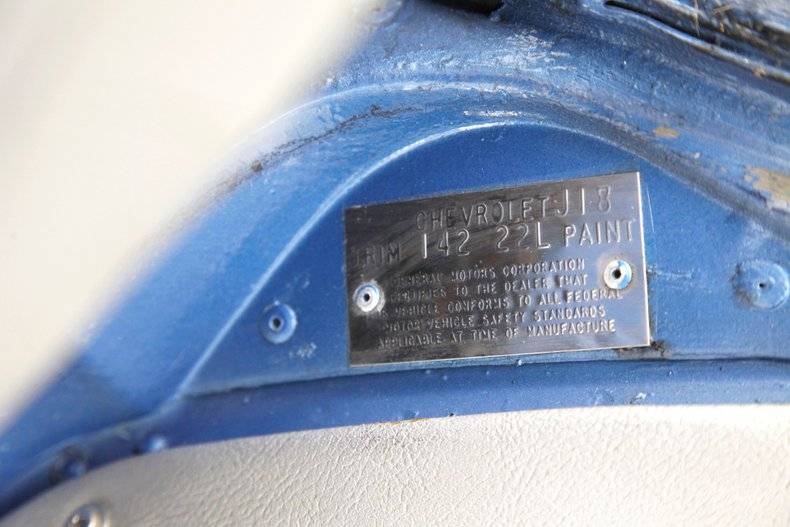 CHEVROLET J18
TRIM 142 22L PAINT
GENERAL MOTORS CORPORATION
CERTIFIES TO THE DEALER THAT
THIS VEHICLE CONFORMS TO ALL FEDERAL
MOTOR VEHICLE SAFETY STANDARDS
APPLICABLE AT TIME OF MANUFACTURE